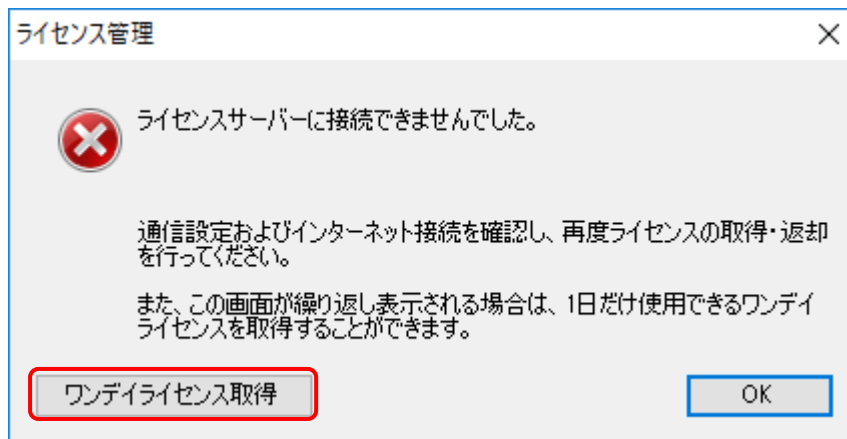 ライセンス管理
ライセンスサーバーに接続できませんでした。
通信設定およびインターネット接続を確認し、再度ライセンスの取得・返却
を行ってください。
また、この画面が繰り返し表示される場合は、1日だけ使用できるワンデイ
ライセンスを取得することができます。
ワンデイライセンス取得
OK